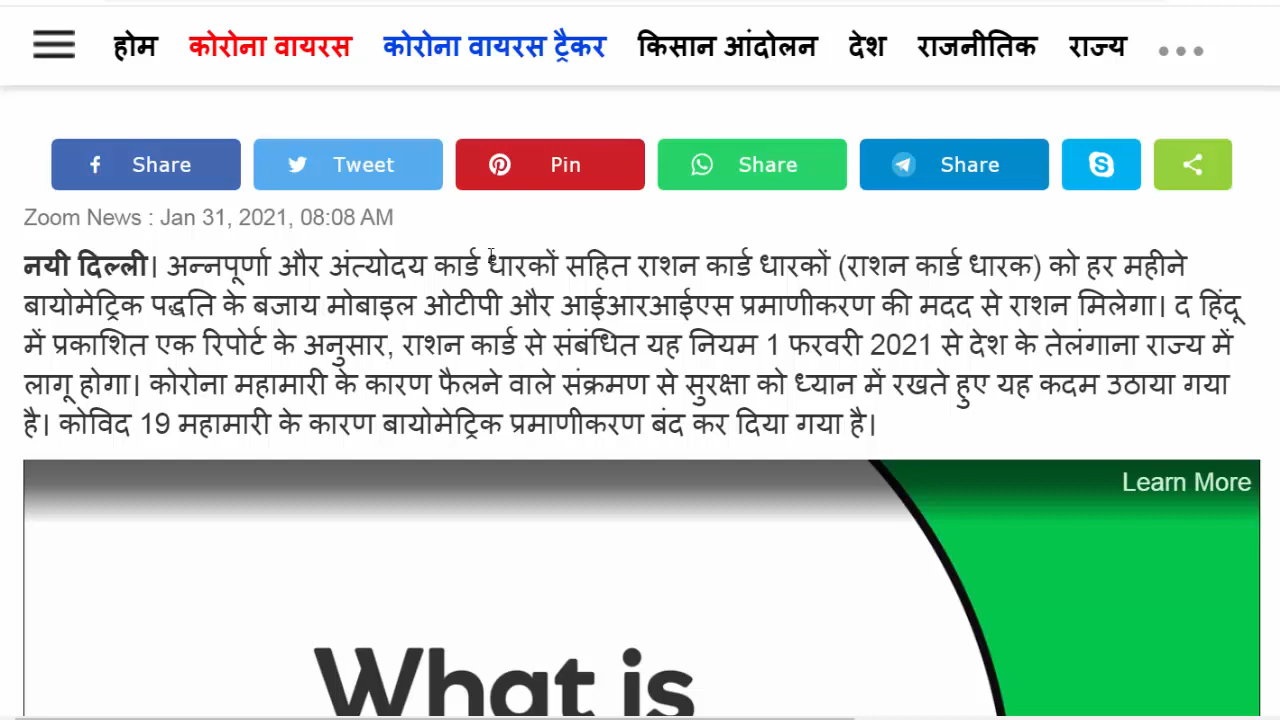 होम कोरोना वायरस कोरोना वायरस ट्रैकर किसान आंदोलन देश राजनीतिक राज्य
Share Tweet Pin Share Share
Zoom News : Jan 31, 2021, 08:08 AM
नयी दिल्ली। अन्नपूर्णा और अंत्योदय कार्ड धारकों सहित राशन कार्ड धारकों (राशन कार्ड धारक) को हर महीने
बायोमेट्रिक पद्धति के बजाय मोबाइल ओटीपी और आईआरआईएस प्रमाणीकरण की मदद से राशन मिलेगा। द हिंदू
में प्रकाशित एक रिपोर्ट के अनुसार, राशन कार्ड से संबंधित यह नियम 1 फरवरी 2021 से देश के तेलंगाना राज्य में
लागू होगा। कोरोना महामारी के कारण फैलने वाले संक्रमण से सुरक्षा को ध्यान में रखते हुए यह कदम उठाया गया
है। कोविद 19 महामारी के कारण बायोमेट्रिक प्रमाणीकरण बंद कर दिया गया है।
Learn More
What is